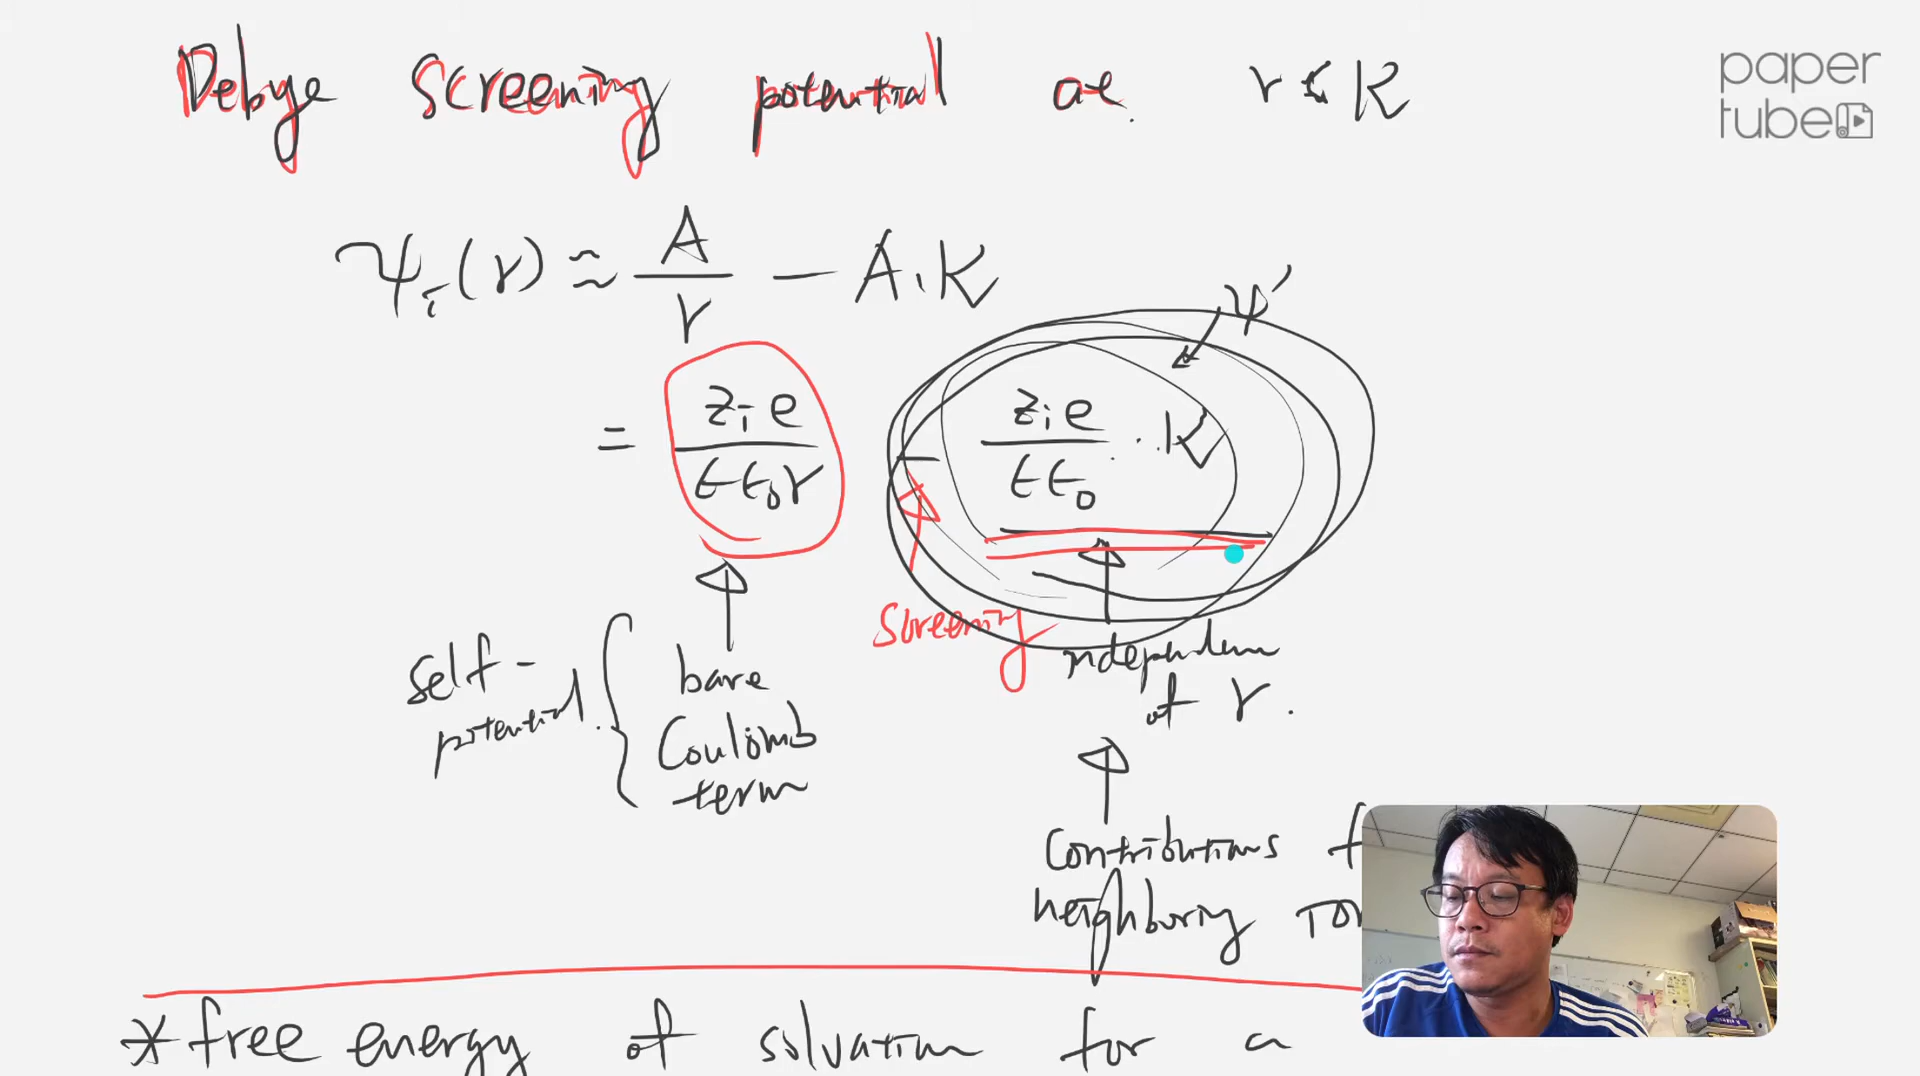 Debye screening potential at r < K
paper
tube
Ψi(r) ≈ A/r - A·K
Ψ'
= zie/εε0r - zie/εε0 · K
screening
self-
potential
bare
Coulomb
term
independent
of r.
contributions f
neighboring ion
* free energy of solvation for a